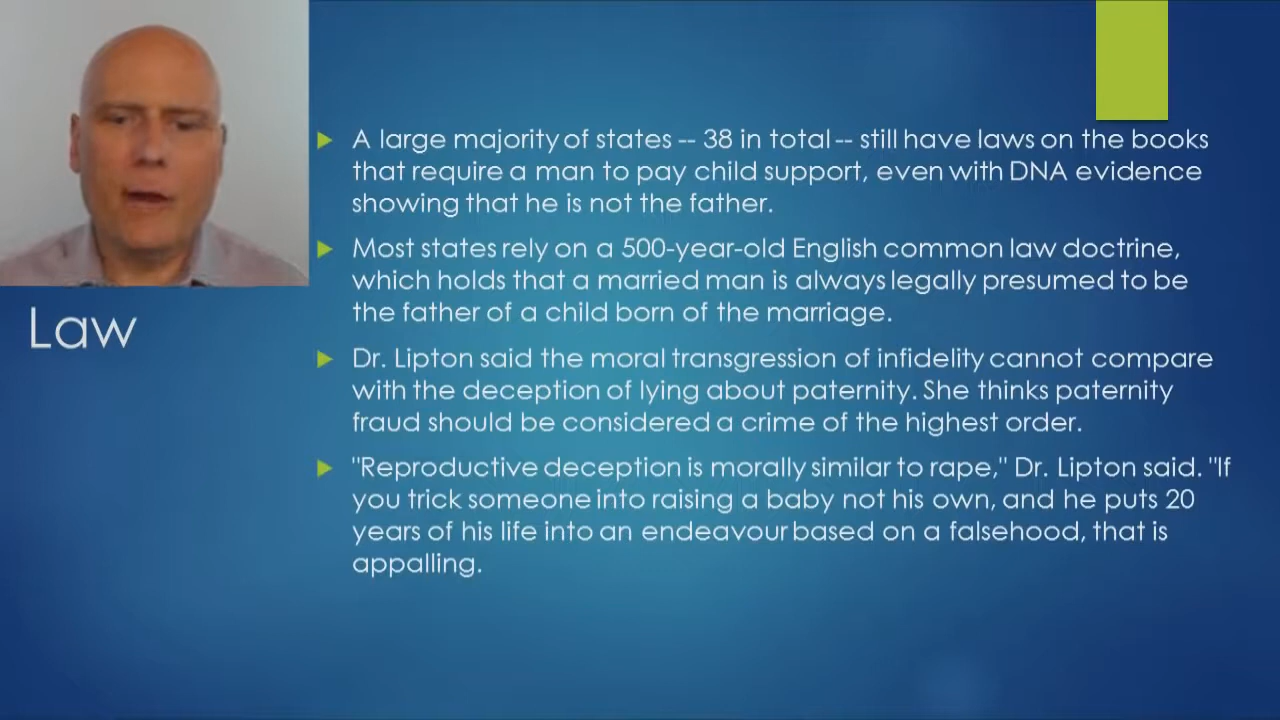 A large majority of states -- 38 in total -- still have laws on the books
that require a man to pay child support, even with DNA evidence
showing that he is not the father.
Most states rely on a 500-year-old English common law doctrine,
which holds that a married man is always legally presumed to be
the father of a child born of the marriage.
Law
Dr. Lipton said the moral transgression of infidelity cannot compare
with the deception of lying about paternity. She thinks paternity
fraud should be considered a crime of the highest order.
"Reproductive deception is morally similar to rape," Dr. Lipton said. "If
you trick someone into raising a baby not his own, and he puts 20
years of his life into an endeavour based on a falsehood, that is
appalling.